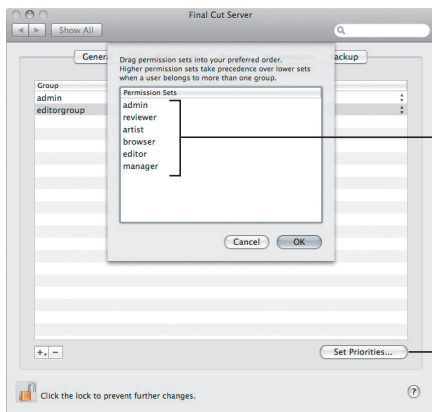 Final Cut Server
Show All
Gener
ackup
Drag permission sets into your preferred order.
Higher permission sets take precedence over lower sets
when a user belongs to more than one group.
Group
admin
editorgroup
Permission Sets
admin
reviewer
artist
browser
editor
manager
Cancel
OK
Set Priorities...
Click the lock to prevent further changes.
?